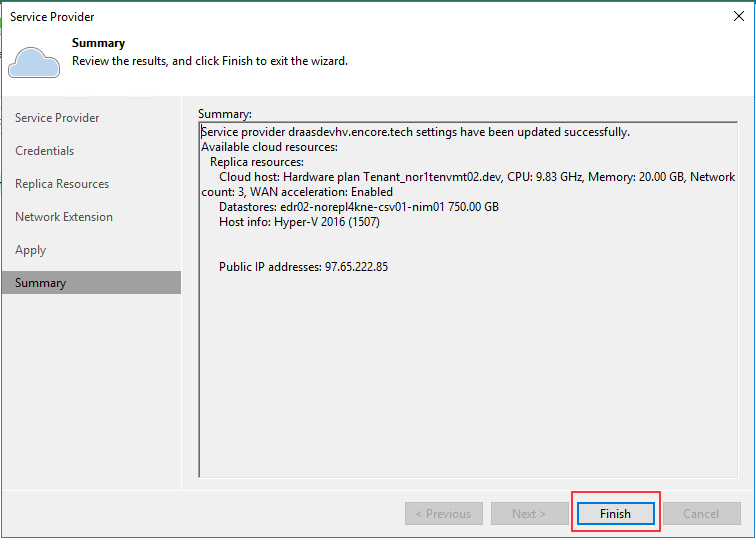 Service Provider
Summary
Review the results, and click Finish to exit the wizard.
Service Provider
Credentials
Replica Resources
Network Extension
Apply
Summary
Summary:
Service provider draasdevhv.encore.tech settings have been updated successfully.
Available cloud resources:
Replica resources:
Cloud host: Hardware plan Tenant_nor1tenvmt02.dev, CPU: 9.83 GHz, Memory: 20.00 GB, Network
count: 3, WAN acceleration: Enabled
Datastores: edr02-norepl4kne-csv01-nim01 750.00 GB
Host info: Hyper-V 2016 (1507)
Public IP addresses: 97.65.222.85
< Previous
Next >
Finish
Cancel